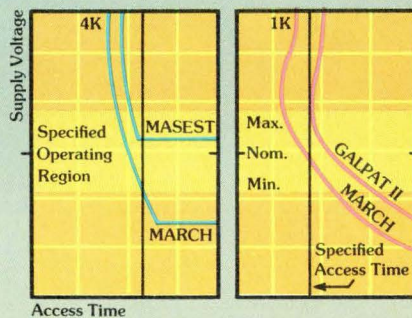 Supply Voltage
4K
Specified
Operating
Region
MASEST
MARCH
Access Time
1K
Max.
Nom.
Min.
GALPAT II
MARCH
Specified
Access Time